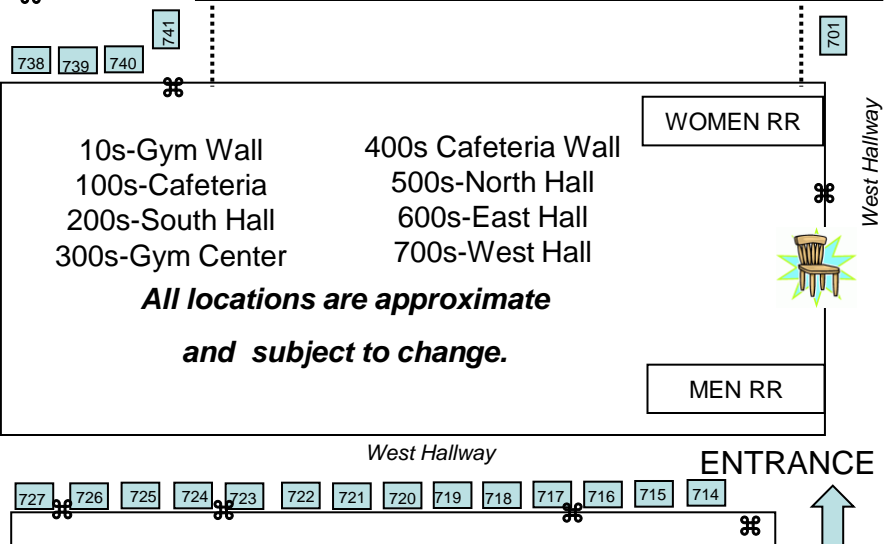 741
701
738 739 740
WOMEN RR
West Hallway
10s-Gym Wall
100s-Cafeteria
200s-South Hall
300s-Gym Center
400s Cafeteria Wall
500s-North Hall
600s-East Hall
700s-West Hall
All locations are approximate
and subject to change.
MEN RR
West Hallway
ENTRANCE
727 726 725 724 723 722 721 720 719 718 717 716 715 714